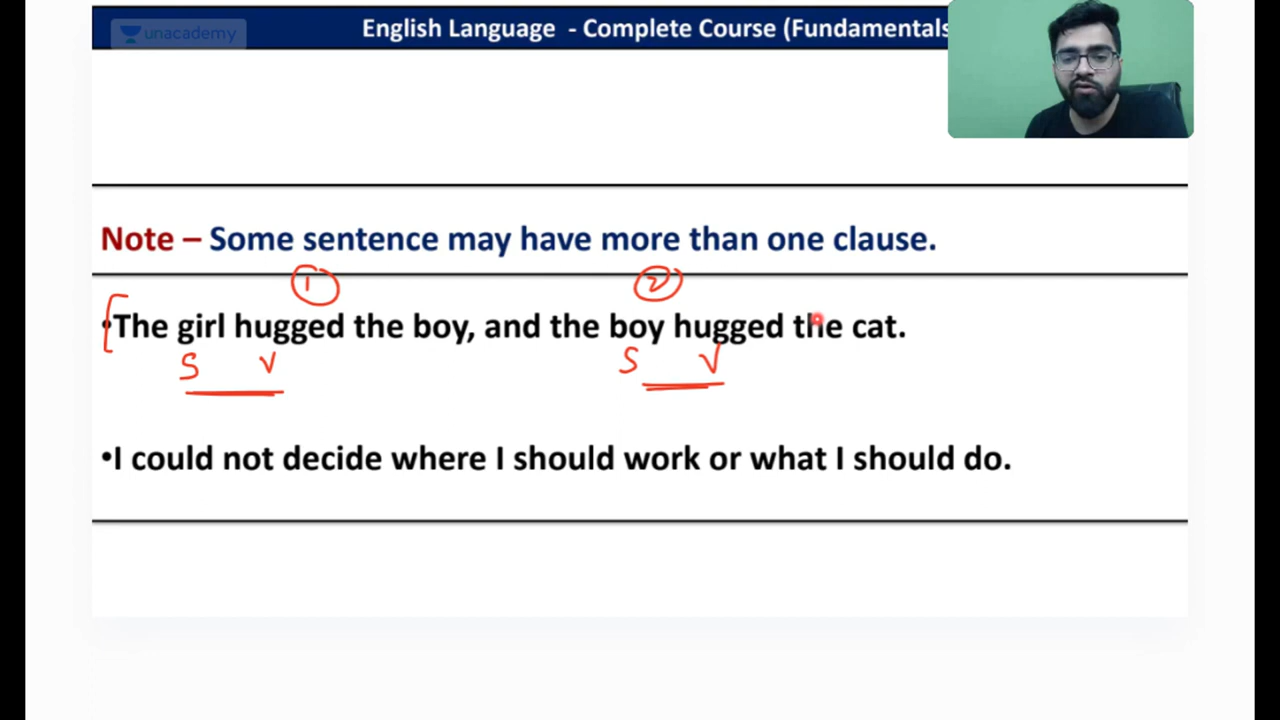 unacademy
English Language - Complete Course (Fundamentals
Note – Some sentence may have more than one clause.
1 2
•The girl hugged the boy, and the boy hugged the cat.
S V S V
•I could not decide where I should work or what I should do.